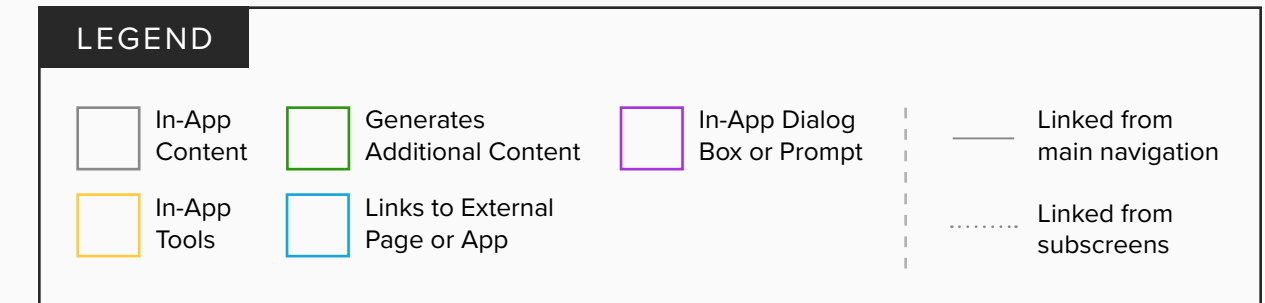 LEGEND
In-App
Content
Generates
Additional Content
In-App Dialog
Box or Prompt
Linked from
main navigation
In-App
Tools
Links to External
Page or App
Linked from
subscreens